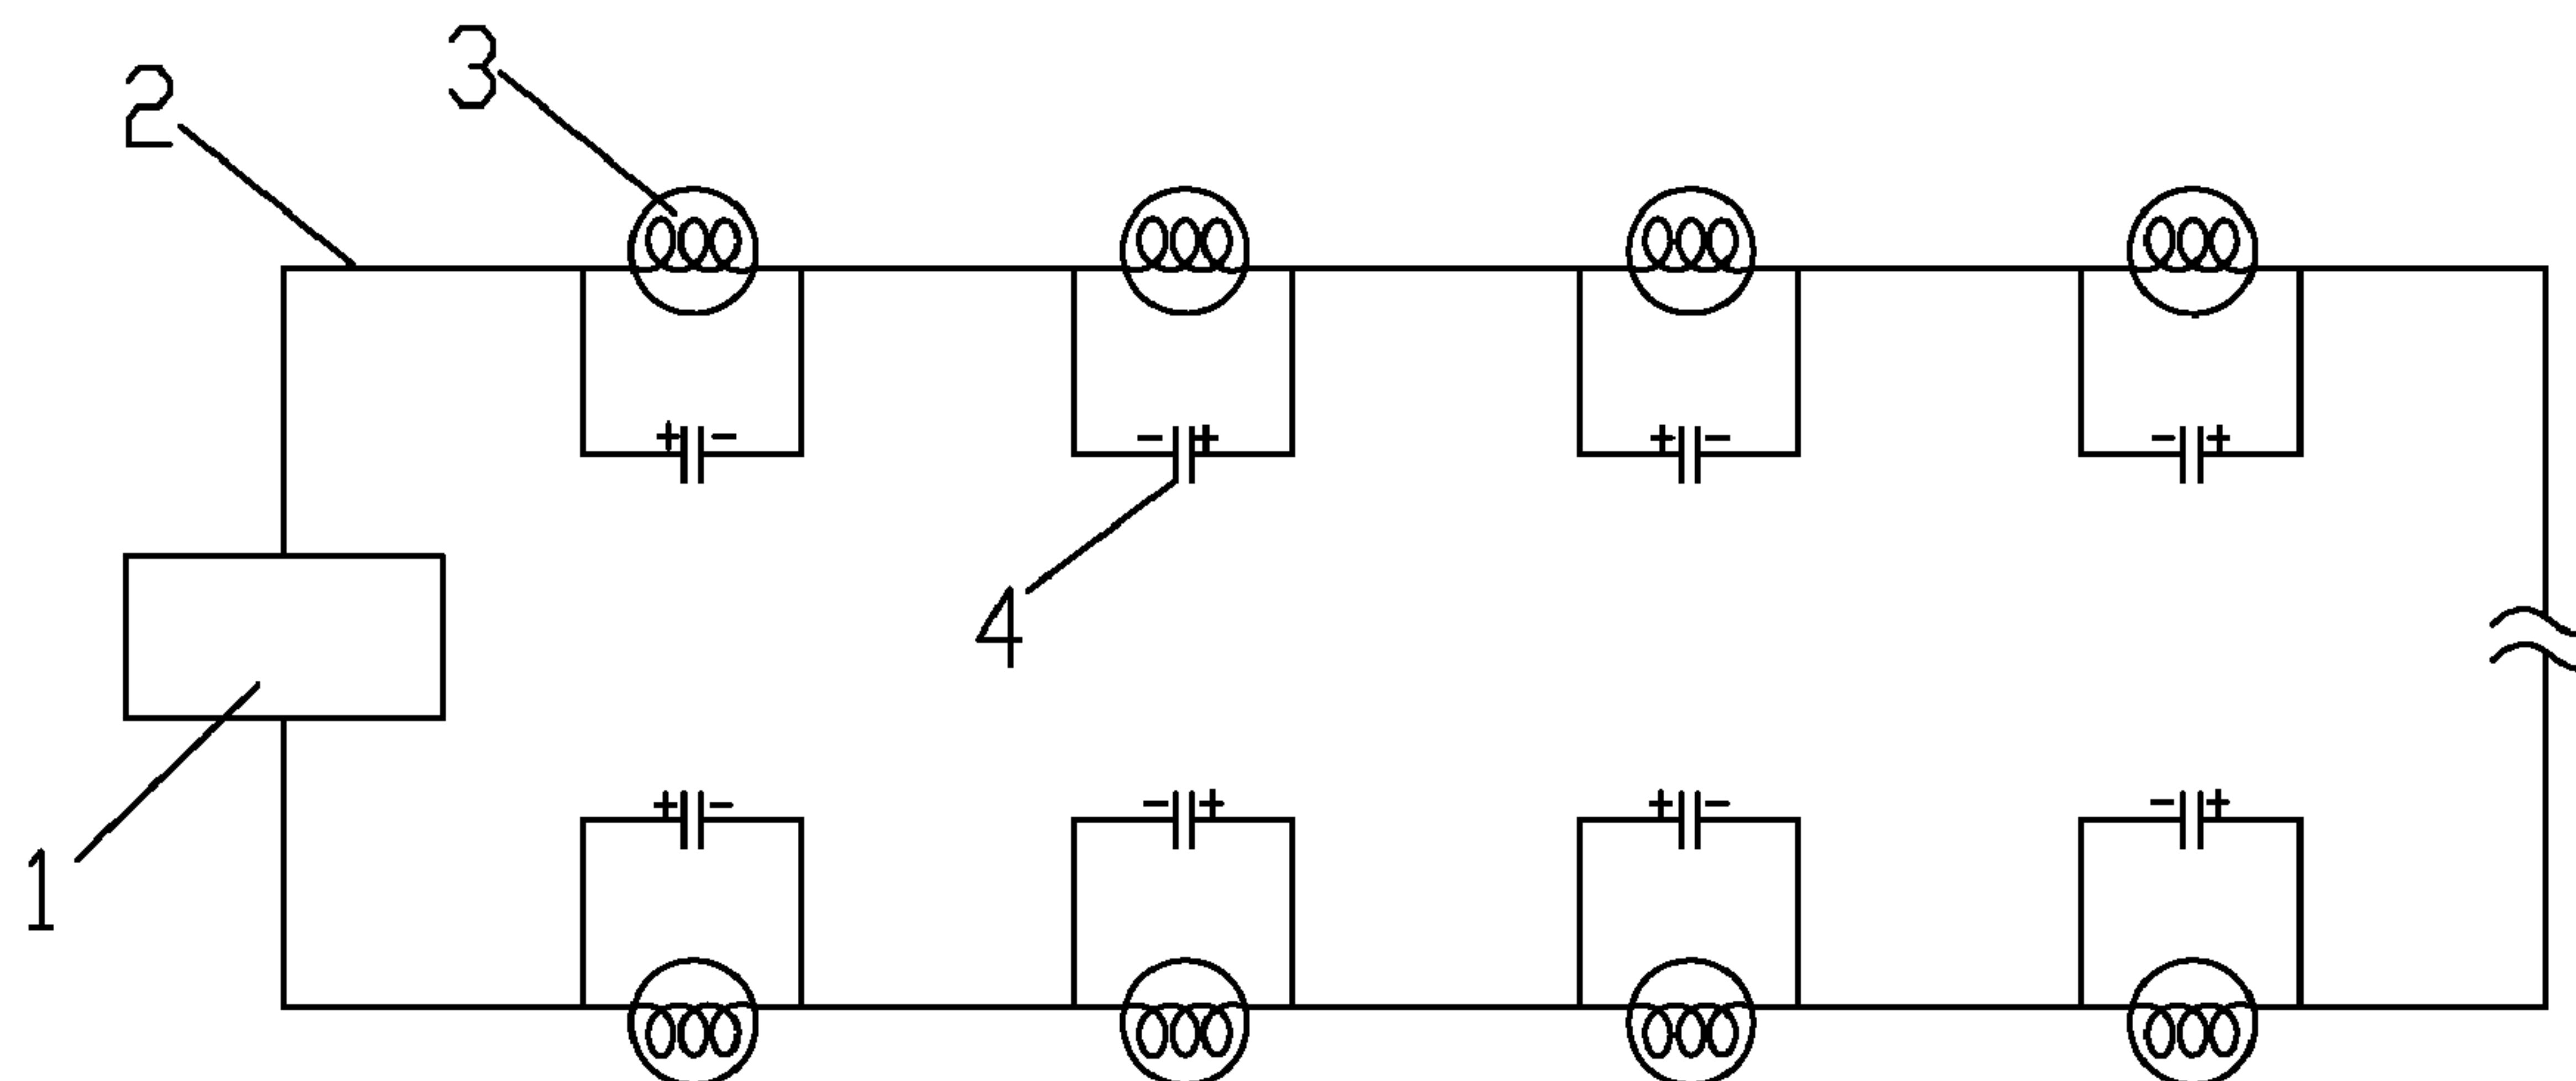 3
2
+ - - + + - - +
4
1
+ - - + + - - +